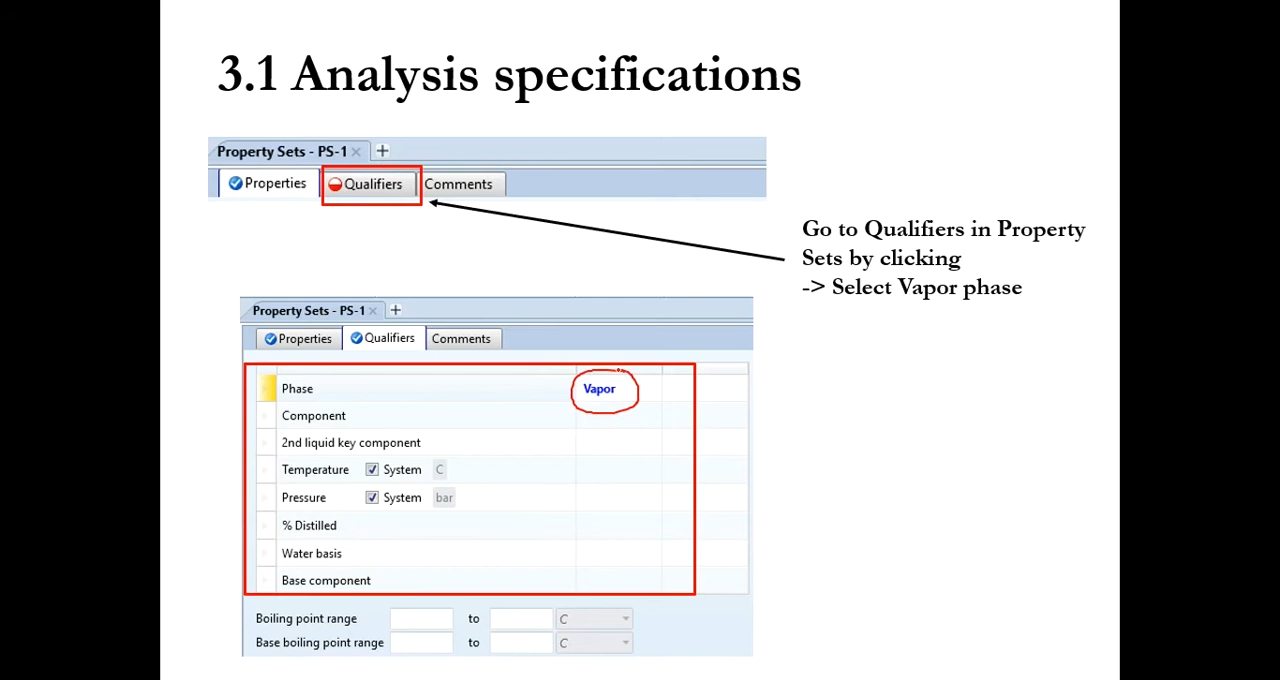 3.1 Analysis specifications
Property Sets - PS-1 × +
Properties Qualifiers Comments
Go to Qualifiers in Property
Sets by clicking
-> Select Vapor phase
Property Sets - PS-1 × +
Properties Qualifiers Comments
Phase Vapor
Component
2nd liquid key component
Temperature System C
Pressure System bar
% Distilled
Water basis
Base component
Boiling point range to C
Base boiling point range to C